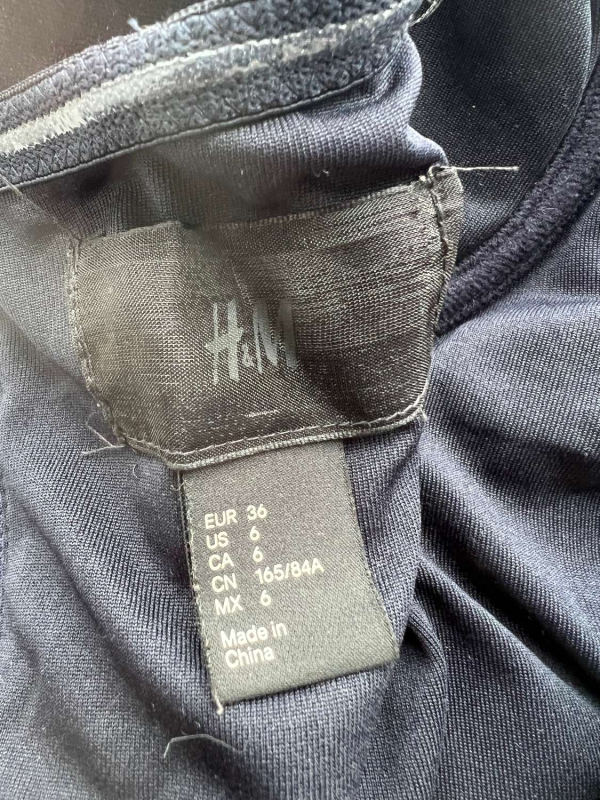 H&M
EUR 36
US 6
CA 6
CN 165/84A
MX 6
Made in
China